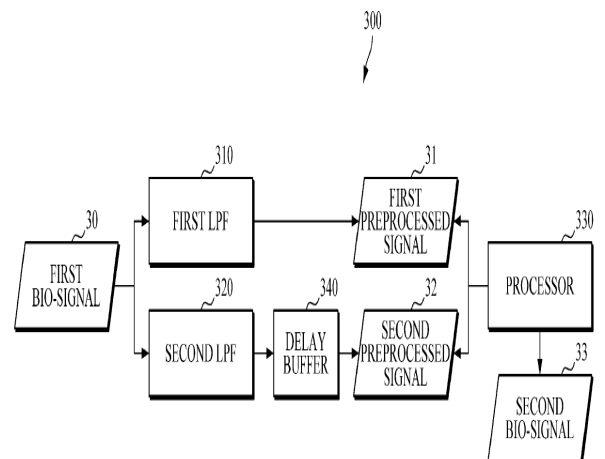 300
310
31
FIRST LPF
FIRST
PREPROCESSED
SIGNAL
30
FIRST
BIO-SIGNAL
330
PROCESSOR
320
340
32
SECOND LPF
DELAY
BUFFER
SECOND
PREPROCESSED
SIGNAL
33
SECOND
BIO-SIGNAL